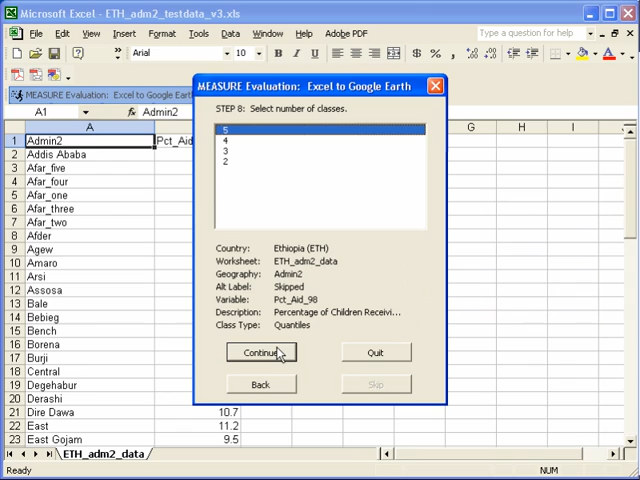 Microsoft Excel - ETH_adm2_testdata_v3.xls
File Edit View Insert Format Tools Data Window Help Adobe PDF
Type a question for help
Arial 10 B I U $ %
MEASURE Evaluation: Excel to Google Earth
A1 fx Admin2
A G H I
1 Admin2 Pct_Aid
2 Addis Ababa
3 Afar_five
4 Afar_four
5 Afar_one
6 Afar_three
7 Afar_two
8 Afder
9 Agew
10 Amaro
11 Arsi
12 Assosa
13 Bale
14 Bebieg
15 Bench
16 Borena
17 Burji
18 Central
19 Degehabur
20 Derashi
21 Dire Dawa 10.7
22 East 11.2
23 East Gojam 9.5
MEASURE Evaluation: Excel to Google Earth
STEP 8: Select number of classes.
5
4
3
2
Country: Ethiopia (ETH)
Worksheet: ETH_adm2_data
Geography: Admin2
Alt Label: Skipped
Variable: Pct_Aid_98
Description: Percentage of Children Receivi...
Class Type: Quantiles
Continue Quit
Back Skip
ETH_adm2_data
Ready NUM